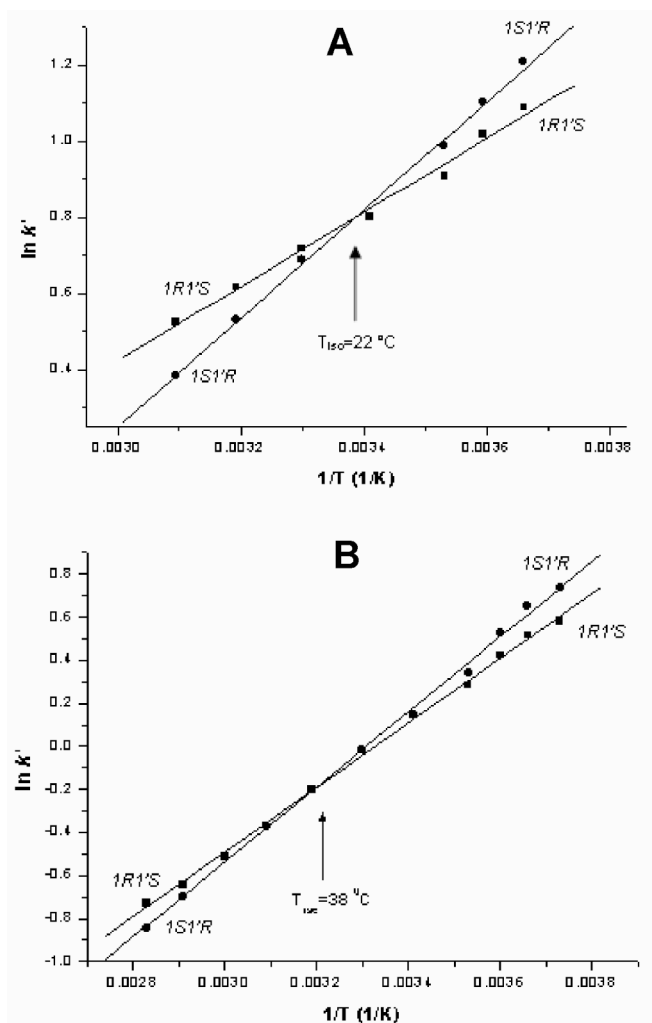 A
1S1'R
1.2
1R1'S
1.0
ln k'
0.8
1R1'S
0.6
T_iso=22 °C
0.4
1S1'R
0.0030 0.0032 0.0034 0.0036 0.0038
1/T (1/K)
B
0.8
1S1'R
0.6
1R1'S
0.4
0.2
ln k'
0.0
-0.2
-0.4
1R1'S
-0.6
T_iso=38 °C
-0.8
1S1'R
-1.0
0.0028 0.0030 0.0032 0.0034 0.0036 0.0038
1/T (1/K)